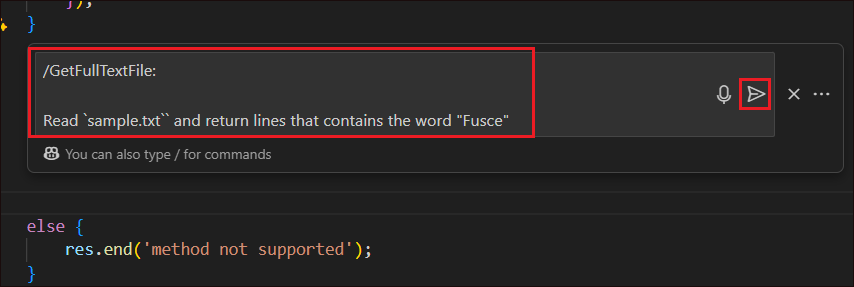 });
}
/GetFullTextFile:
Read `sample.txt`` and return lines that contains the word "Fusce"
You can also type / for commands
else {
res.end('method not supported');
}